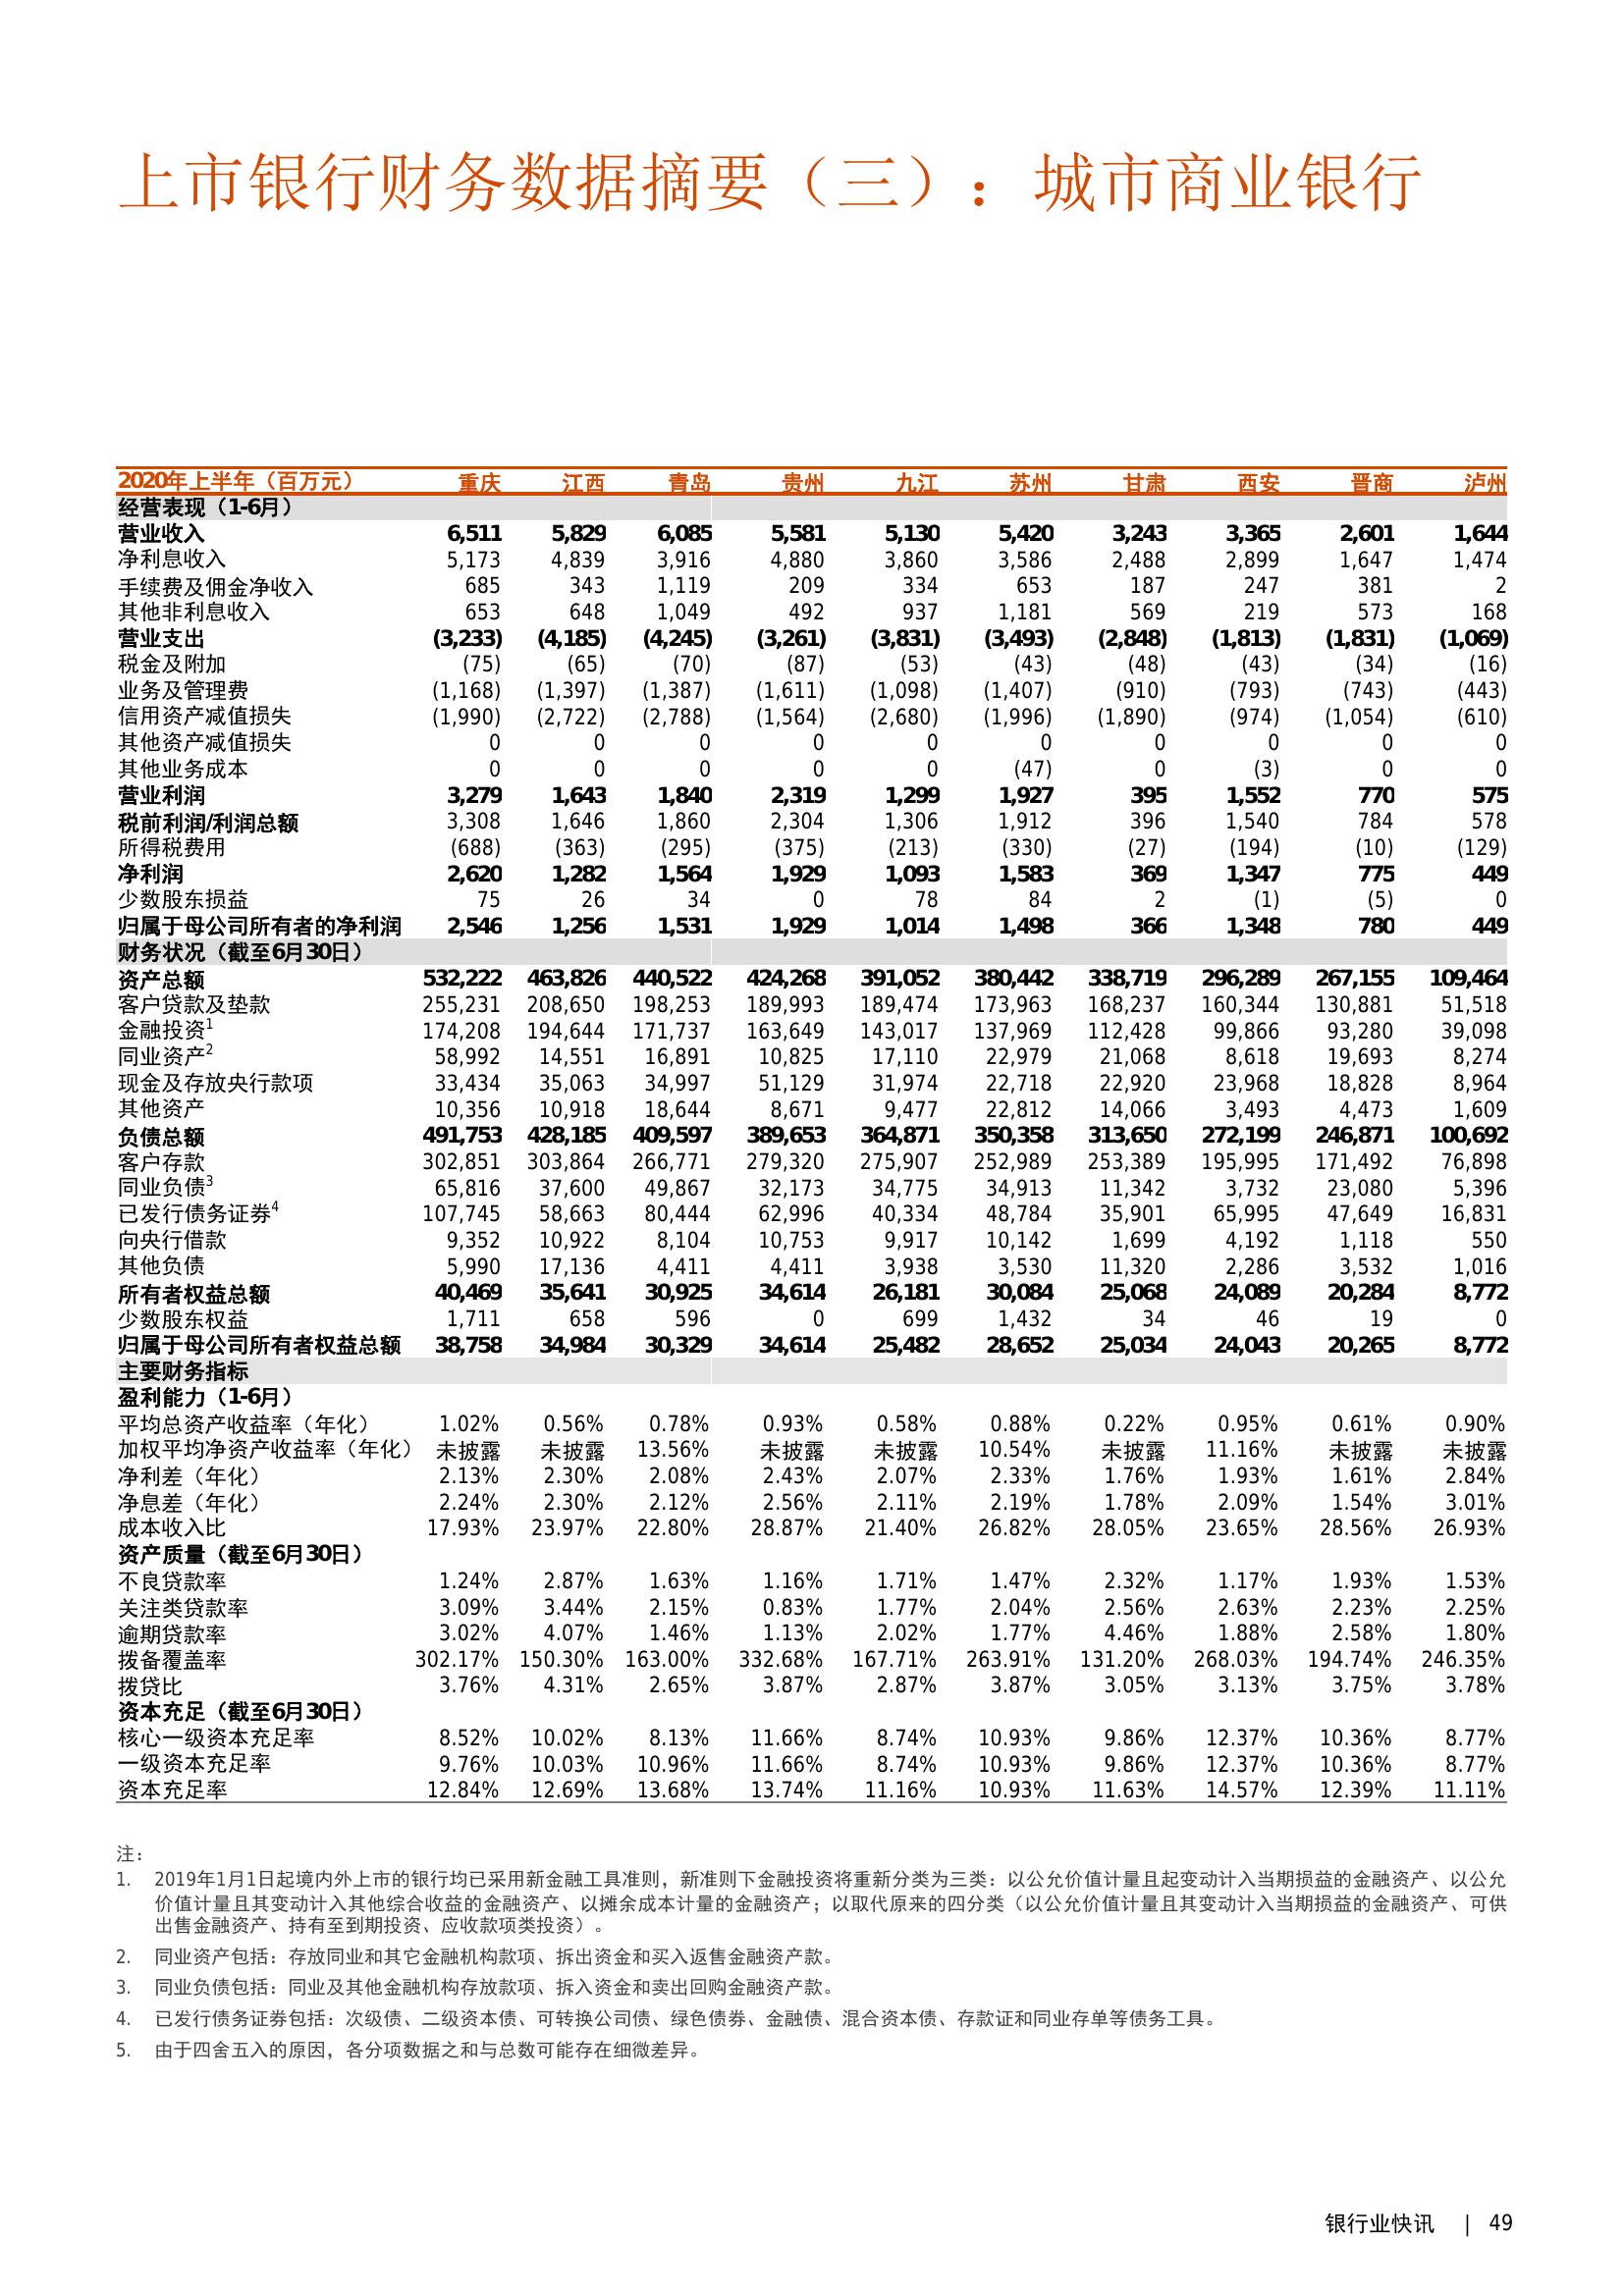 上市银行财务数据摘要（三）：城市商业银行
2020年上半年（百万元） 重庆 江西 青岛 贵州 九江 苏州 甘肃 西安 晋商 泸州
经营表现（1-6月）
营业收入 6,511 5,829 6,085 5,581 5,130 5,420 3,243 3,365 2,601 1,644
净利息收入 5,173 4,839 3,916 4,880 3,860 3,586 2,488 2,899 1,647 1,474
手续费及佣金净收入 685 343 1,119 209 334 653 187 247 381 2
其他非利息收入 653 648 1,049 492 937 1,181 569 219 573 168
营业支出 (3,233) (4,185) (4,245) (3,261) (3,831) (3,493) (2,848) (1,813) (1,831) (1,069)
税金及附加 (75) (65) (70) (87) (53) (43) (48) (43) (34) (16)
业务及管理费 (1,168) (1,397) (1,387) (1,611) (1,098) (1,407) (910) (793) (743) (443)
信用资产减值损失 (1,990) (2,722) (2,788) (1,564) (2,680) (1,996) (1,890) (974) (1,054) (610)
其他资产减值损失 0 0 0 0 0 0 0 0 0 0
其他业务成本 0 0 0 0 0 (47) 0 (3) 0 0
营业利润 3,279 1,643 1,840 2,319 1,299 1,927 395 1,552 770 575
税前利润/利润总额 3,308 1,646 1,860 2,304 1,306 1,912 396 1,540 784 578
所得税费用 (688) (363) (295) (375) (213) (330) (27) (194) (10) (129)
净利润 2,620 1,282 1,564 1,929 1,093 1,583 369 1,347 775 449
少数股东损益 75 26 34 0 78 84 2 (1) (5) 0
归属于母公司所有者的净利润 2,546 1,256 1,531 1,929 1,014 1,498 366 1,348 780 449
财务状况（截至6月30日）
资产总额 532,222 463,826 440,522 424,268 391,052 380,442 338,719 296,289 267,155 109,464
客户贷款及垫款 255,231 208,650 198,253 189,993 189,474 173,963 168,237 160,344 130,881 51,518
金融投资1 174,208 194,644 171,737 163,649 143,017 137,969 112,428 99,866 93,280 39,098
同业资产2 58,992 14,551 16,891 10,825 17,110 22,979 21,068 8,618 19,693 8,274
现金及存放央行款项 33,434 35,063 34,997 51,129 31,974 22,718 22,920 23,968 18,828 8,964
其他资产 10,356 10,918 18,644 8,671 9,477 22,812 14,066 3,493 4,473 1,609
负债总额 491,753 428,185 409,597 389,653 364,871 350,358 313,650 272,199 246,871 100,692
客户存款 302,851 303,864 266,771 279,320 275,907 252,989 253,389 195,995 171,492 76,898
同业负债3 65,816 37,600 49,867 32,173 34,775 34,913 11,342 3,732 23,080 5,396
已发行债务证券4 107,745 58,663 80,444 62,996 40,334 48,784 35,901 65,995 47,649 16,831
向央行借款 9,352 10,922 8,104 10,753 9,917 10,142 1,699 4,192 1,118 550
其他负债 5,990 17,136 4,411 4,411 3,938 3,530 11,320 2,286 3,532 1,016
所有者权益总额 40,469 35,641 30,925 34,614 26,181 30,084 25,068 24,089 20,284 8,772
少数股东权益 1,711 658 596 0 699 1,432 34 46 19 0
归属于母公司所有者权益总额 38,758 34,984 30,329 34,614 25,482 28,652 25,034 24,043 20,265 8,772
主要财务指标
盈利能力（1-6月）
平均总资产收益率（年化） 1.02% 0.56% 0.78% 0.93% 0.58% 0.88% 0.22% 0.95% 0.61% 0.90%
加权平均净资产收益率（年化） 未披露 未披露 13.56% 未披露 未披露 10.54% 未披露 11.16% 未披露 未披露
净利差（年化） 2.13% 2.30% 2.08% 2.43% 2.07% 2.33% 1.76% 1.93% 1.61% 2.84%
净息差（年化） 2.24% 2.30% 2.12% 2.56% 2.11% 2.19% 1.78% 2.09% 1.54% 3.01%
成本收入比 17.93% 23.97% 22.80% 28.87% 21.40% 26.82% 28.05% 23.65% 28.56% 26.93%
资产质量（截至6月30日）
不良贷款率 1.24% 2.87% 1.63% 1.16% 1.71% 1.47% 2.32% 1.17% 1.93% 1.53%
关注类贷款率 3.09% 3.44% 2.15% 0.83% 1.77% 2.04% 2.56% 2.63% 2.23% 2.25%
逾期贷款率 3.02% 4.07% 1.46% 1.13% 2.02% 1.77% 4.46% 1.88% 2.58% 1.80%
拨备覆盖率 302.17% 150.30% 163.00% 332.68% 167.71% 263.91% 131.20% 268.03% 194.74% 246.35%
拨贷比 3.76% 4.31% 2.65% 3.87% 2.87% 3.87% 3.05% 3.13% 3.75% 3.78%
资本充足（截至6月30日）
核心一级资本充足率 8.52% 10.02% 8.13% 11.66% 8.74% 10.93% 9.86% 12.37% 10.36% 8.77%
一级资本充足率 9.76% 10.03% 10.96% 11.66% 8.74% 10.93% 9.86% 12.37% 10.36% 8.77%
资本充足率 12.84% 12.69% 13.68% 13.74% 11.16% 10.93% 11.63% 14.57% 12.39% 11.11%
注：
1. 2019年1月1日起境内外上市的银行均已采用新金融工具准则，新准则下金融投资将重新分类为三类：以公允价值计量且起变动计入当期损益的金融资产、以公允
价值计量且其变动计入其他综合收益的金融资产、以摊余成本计量的金融资产；以取代原来的四分类（以公允价值计量且其变动计入当期损益的金融资产、可供
出售金融资产、持有至到期投资、应收款项类投资）。
2. 同业资产包括：存放同业和其它金融机构款项、拆出资金和买入返售金融资产款。
3. 同业负债包括：同业及其他金融机构存放款项、拆入资金和卖出回购金融资产款。
4. 已发行债务证券包括：次级债、二级资本债、可转换公司债、绿色债券、金融债、混合资本债、存款证和同业存单等债务工具。
5. 由于四舍五入的原因，各分项数据之和与总数可能存在细微差异。
银行业快讯 | 49